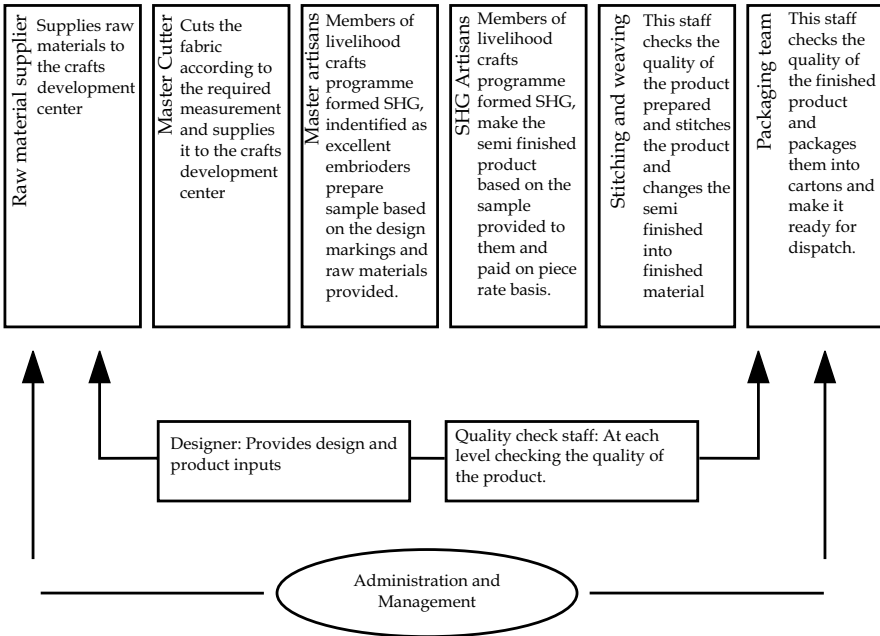 Raw material supplier
Supplies raw
materials to
the crafts
development
center
Master Cutter
Cuts the
fabric
according to
the required
measurement
and supplies
it to the crafts
development
center
Master artisans
Members of
livelihood
crafts
programme
formed SHG,
indentified as
excellent
embrioders
prepare
sample based
on the design
markings and
raw materials
provided.
SHG Artisans
Members of
livelihood
crafts
programme
formed SHG,
make the
semi finished
product
based on the
sample
provided to
them and
paid on piece
rate basis.
Stitching and weaving
This staff
checks the
quality of
the product
prepared
and stitches
the product
and
changes the
semi
finished
into
finished
material
Packaging team
This staff
checks the
quality of
the finished
product
and
packages
them into
cartons and
make it
ready for
dispatch.
Designer: Provides design and
product inputs
Quality check staff: At each
level checking the quality of
the product.
Administration and
Management